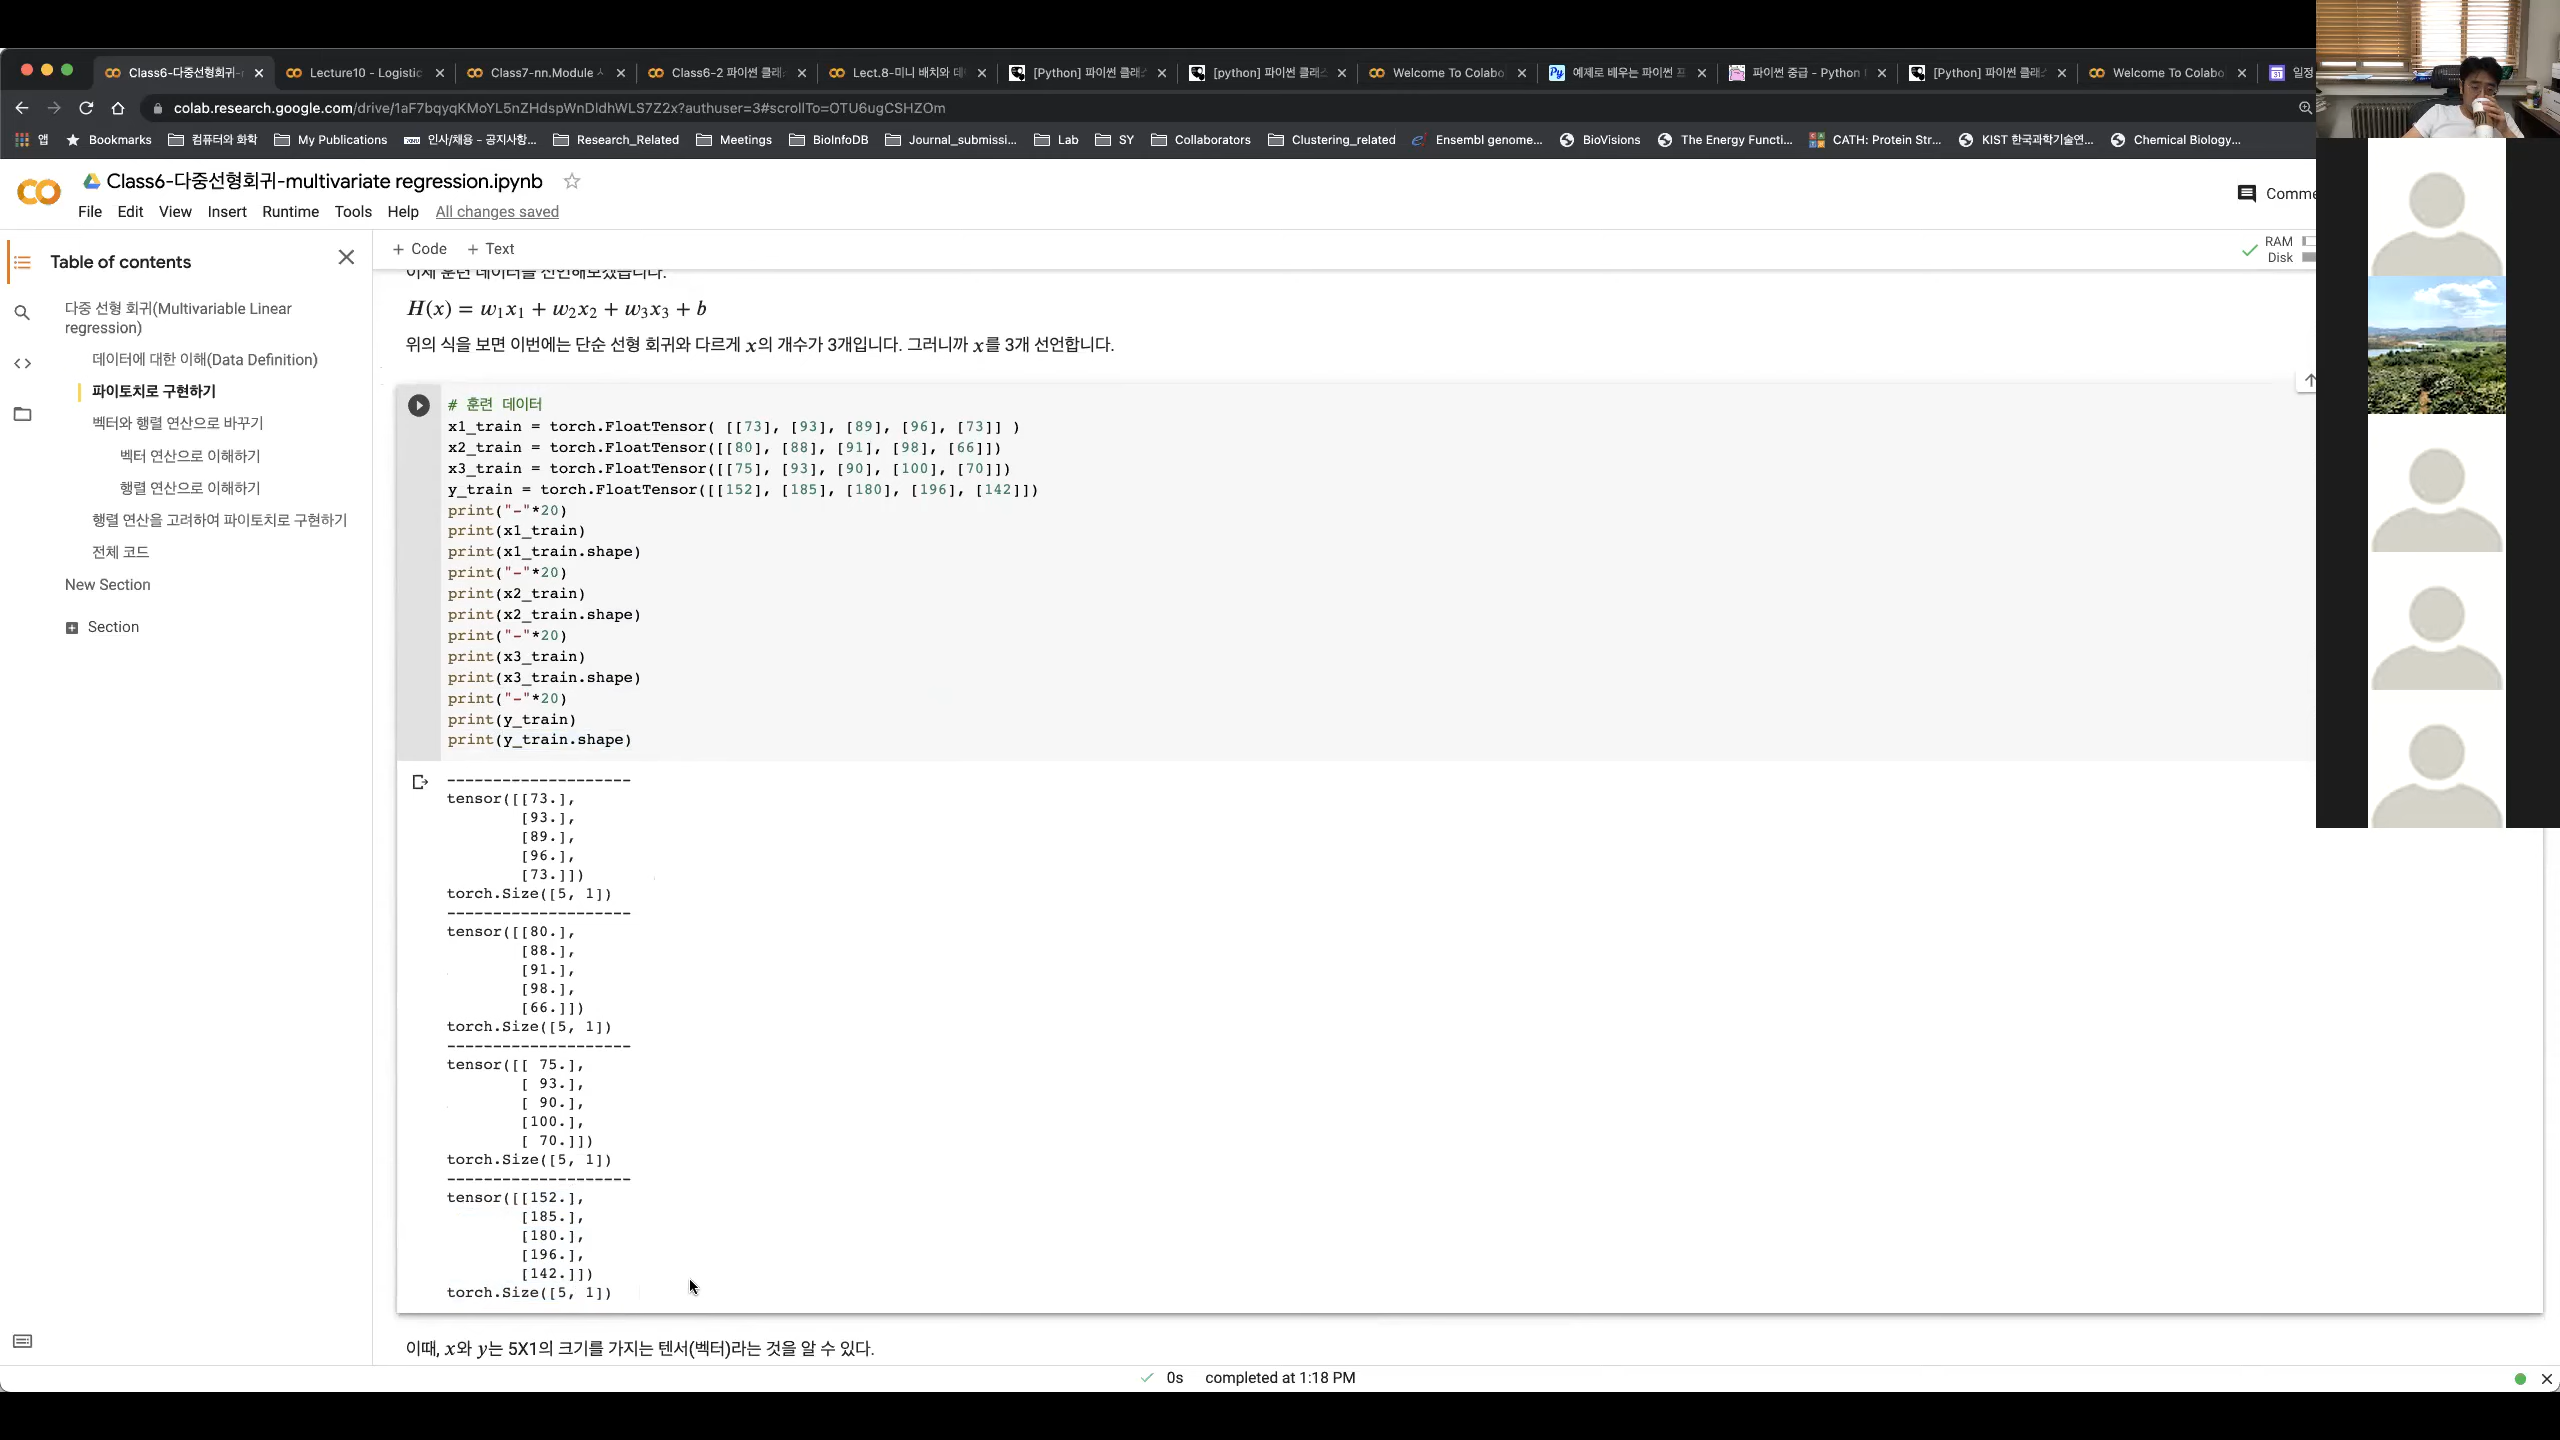 Class6-다중선형회귀-
Lecture10 - Logistic
Class7-nn.Module
Class6-2 파이썬 클래
Lect.8-미니 배치와 데
[Python] 파이썬 클래
[python] 파이썬 클래
Welcome To Colabo
예제로 배우는 파이썬 프
파이썬 중급 - Python
[Python] 파이썬 클래
Welcome To Colabo
일정
colab.research.google.com/drive/1aF7bqyqKMoYL5nZHdspWnDldhWLS7Z2x?authuser=3#scrollTo=OTU6ugCSHZOm
앱
Bookmarks
컴퓨터와 화학
My Publications
인사/채용 - 공지사항...
Research_Related
Meetings
BioInfoDB
Journal_submissi...
Lab
SY
Collaborators
Clustering_related
Ensembl genome...
BioVisions
The Energy Functi...
CATH: Protein Str...
KIST 한국과학기술연...
Chemical Biology...
Class6-다중선형회귀-multivariate regression.ipynb
File Edit View Insert Runtime Tools Help All changes saved
Comme
Table of contents
다중 선형 회귀(Multivariable Linear
regression)
데이터에 대한 이해(Data Definition)
파이토치로 구현하기
벡터와 행렬 연산으로 바꾸기
벡터 연산으로 이해하기
행렬 연산으로 이해하기
행렬 연산을 고려하여 파이토치로 구현하기
전체 코드
New Section
Section
+ Code + Text
RAM
Disk
이제 훈련 데이터를 선언해보겠습니다.
H(x) = w₁x₁ + w₂x₂ + w₃x₃ + b
위의 식을 보면 이번에는 단순 선형 회귀와 다르게 x의 개수가 3개입니다. 그러니까 x를 3개 선언합니다.
# 훈련 데이터
x1_train = torch.FloatTensor( [[73], [93], [89], [96], [73]] )
x2_train = torch.FloatTensor([[80], [88], [91], [98], [66]])
x3_train = torch.FloatTensor([[75], [93], [90], [100], [70]])
y_train = torch.FloatTensor([[152], [185], [180], [196], [142]])
print("-"*20)
print(x1_train)
print(x1_train.shape)
print("-"*20)
print(x2_train)
print(x2_train.shape)
print("-"*20)
print(x3_train)
print(x3_train.shape)
print("-"*20)
print(y_train)
print(y_train.shape)
--------------------
tensor([[73.],
[93.],
[89.],
[96.],
[73.]])
torch.Size([5, 1])
--------------------
tensor([[80.],
[88.],
[91.],
[98.],
[66.]])
torch.Size([5, 1])
--------------------
tensor([[ 75.],
[ 93.],
[ 90.],
[100.],
[ 70.]])
torch.Size([5, 1])
--------------------
tensor([[152.],
[185.],
[180.],
[196.],
[142.]])
torch.Size([5, 1])
이때, x와 y는 5X1의 크기를 가지는 텐서(벡터)라는 것을 알 수 있다.
0s completed at 1:18 PM